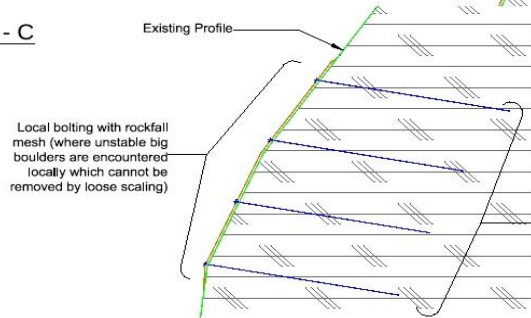 - C
Existing Profile
Local bolting with rockfall
mesh (where unstable big
boulders are encountered
locally which cannot be
removed by loose scaling)